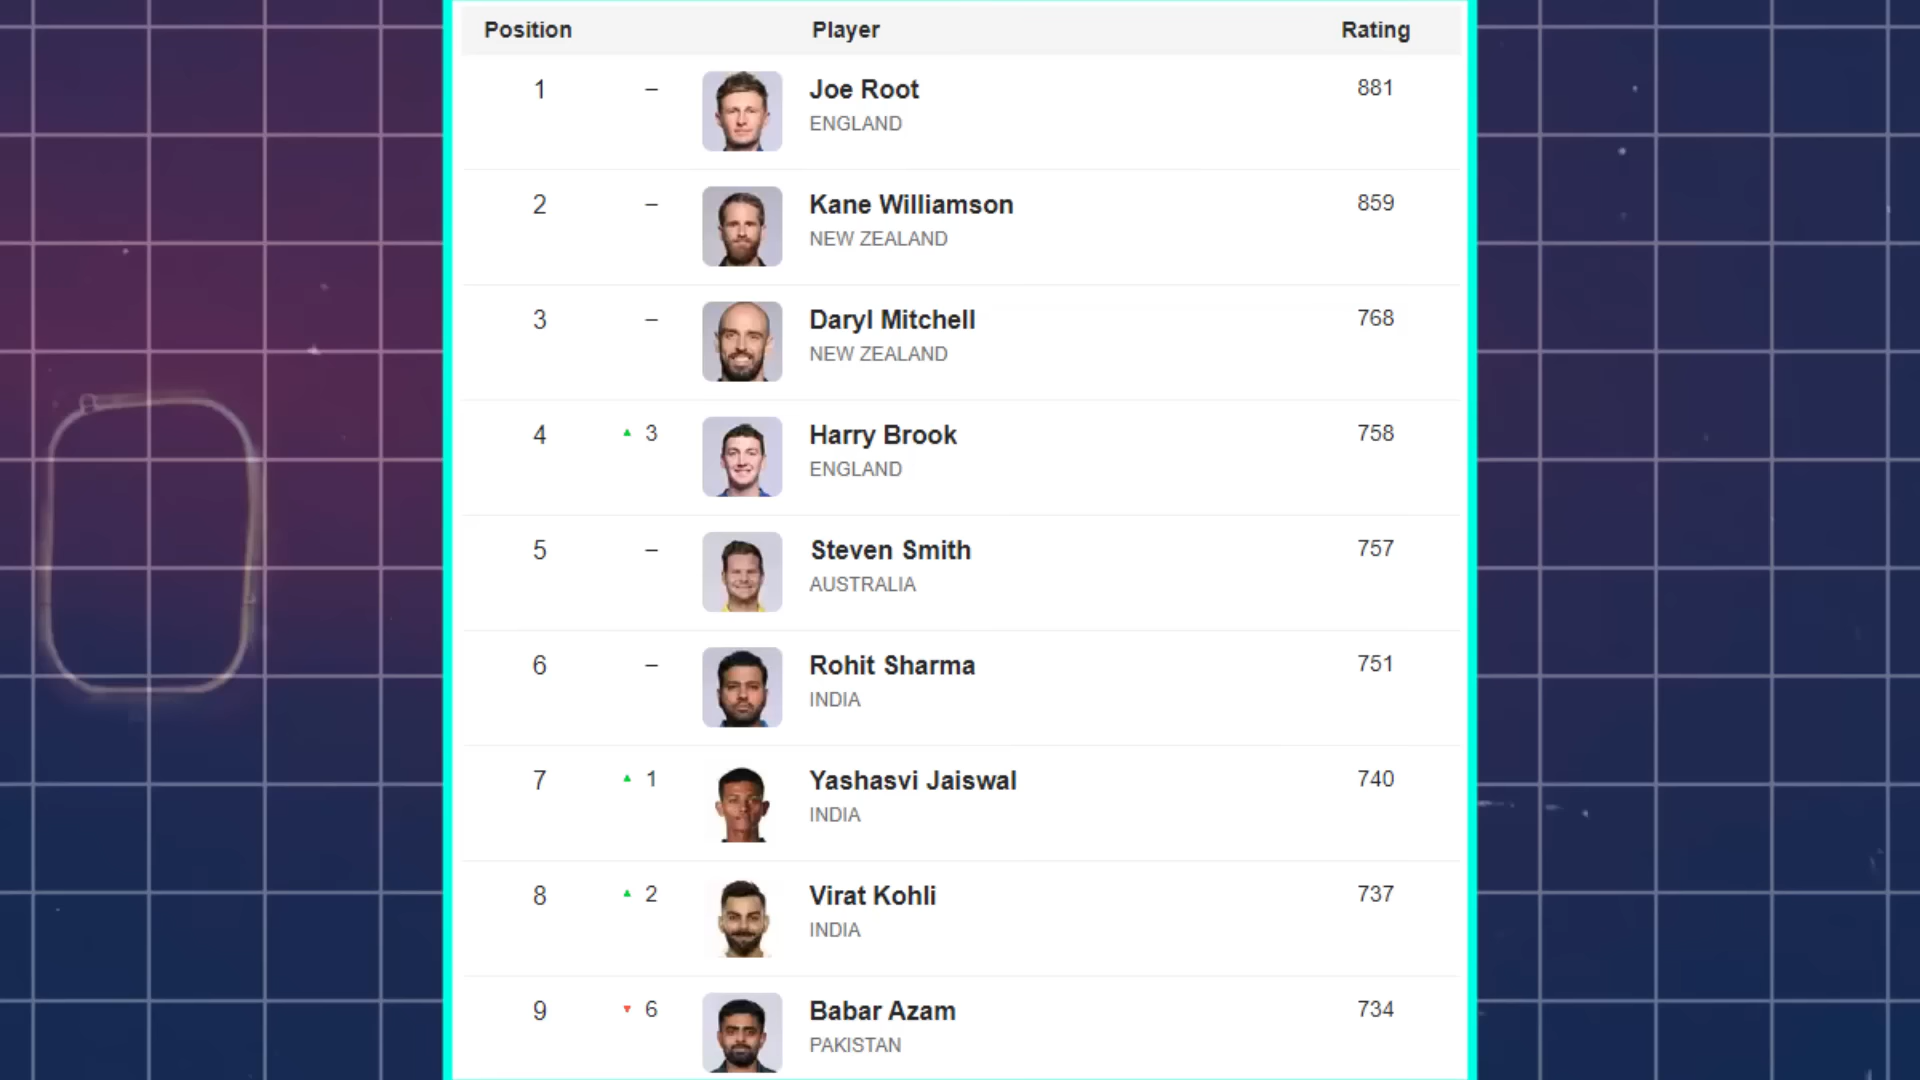 Position Player Rating
1 – Joe Root 881
ENGLAND
2 – Kane Williamson 859
NEW ZEALAND
3 – Daryl Mitchell 768
NEW ZEALAND
4 ▲ 3 Harry Brook 758
ENGLAND
5 – Steven Smith 757
AUSTRALIA
6 – Rohit Sharma 751
INDIA
7 ▲ 1 Yashasvi Jaiswal 740
INDIA
8 ▲ 2 Virat Kohli 737
INDIA
9 ▼ 6 Babar Azam 734
PAKISTAN